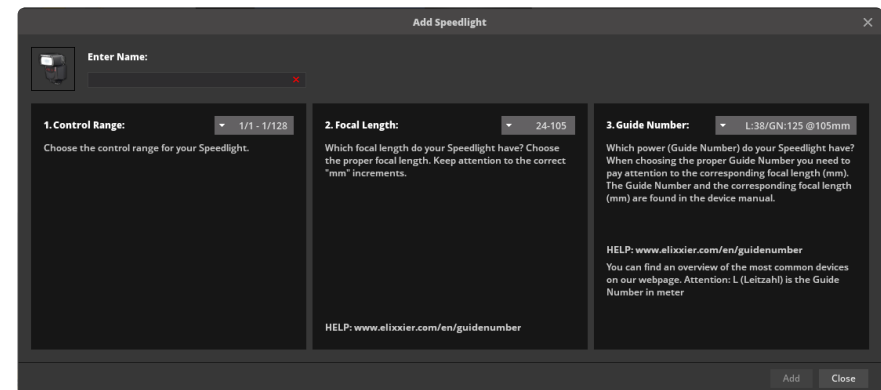 Add Speedlight
Enter Name:
1. Control Range:
1/1 - 1/128
Choose the control range for your Speedlight.
2. Focal Length:
24-105
Which focal length do your Speedlight have? Choose
the proper focal length. Keep attention to the correct
"mm" increments.
HELP: www.elixxier.com/en/guidenumber
3. Guide Number:
L:38/GN:125 @105mm
Which power (Guide Number) do your Speedlight have?
When choosing the proper Guide Number you need to
pay attention to the corresponding focal length (mm).
The Guide Number and the corresponding focal length
(mm) are found in the device manual.
HELP: www.elixxier.com/en/guidenumber
You can find an overview of the most common devices
on our webpage. Attention: L (Leitzahl) is the Guide
Number in meter
Add
Close